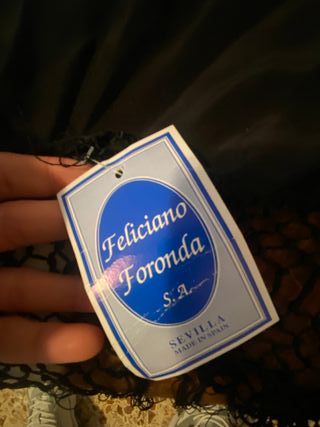 Feliciano
Foronda
S.A.
SEVILLA
MADE IN SPAIN